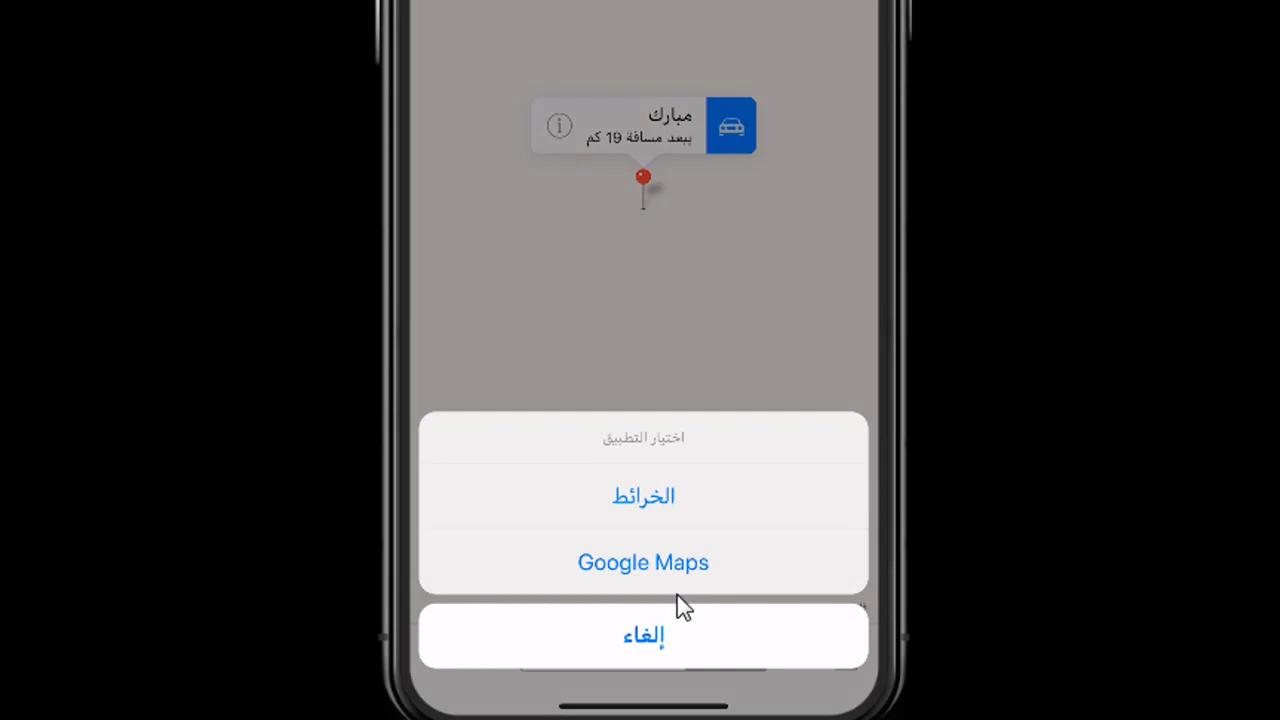 مبارك
يبعد مسافة 19 كم
اختيار التطبيق
الخرائط
Google Maps
إلغاء